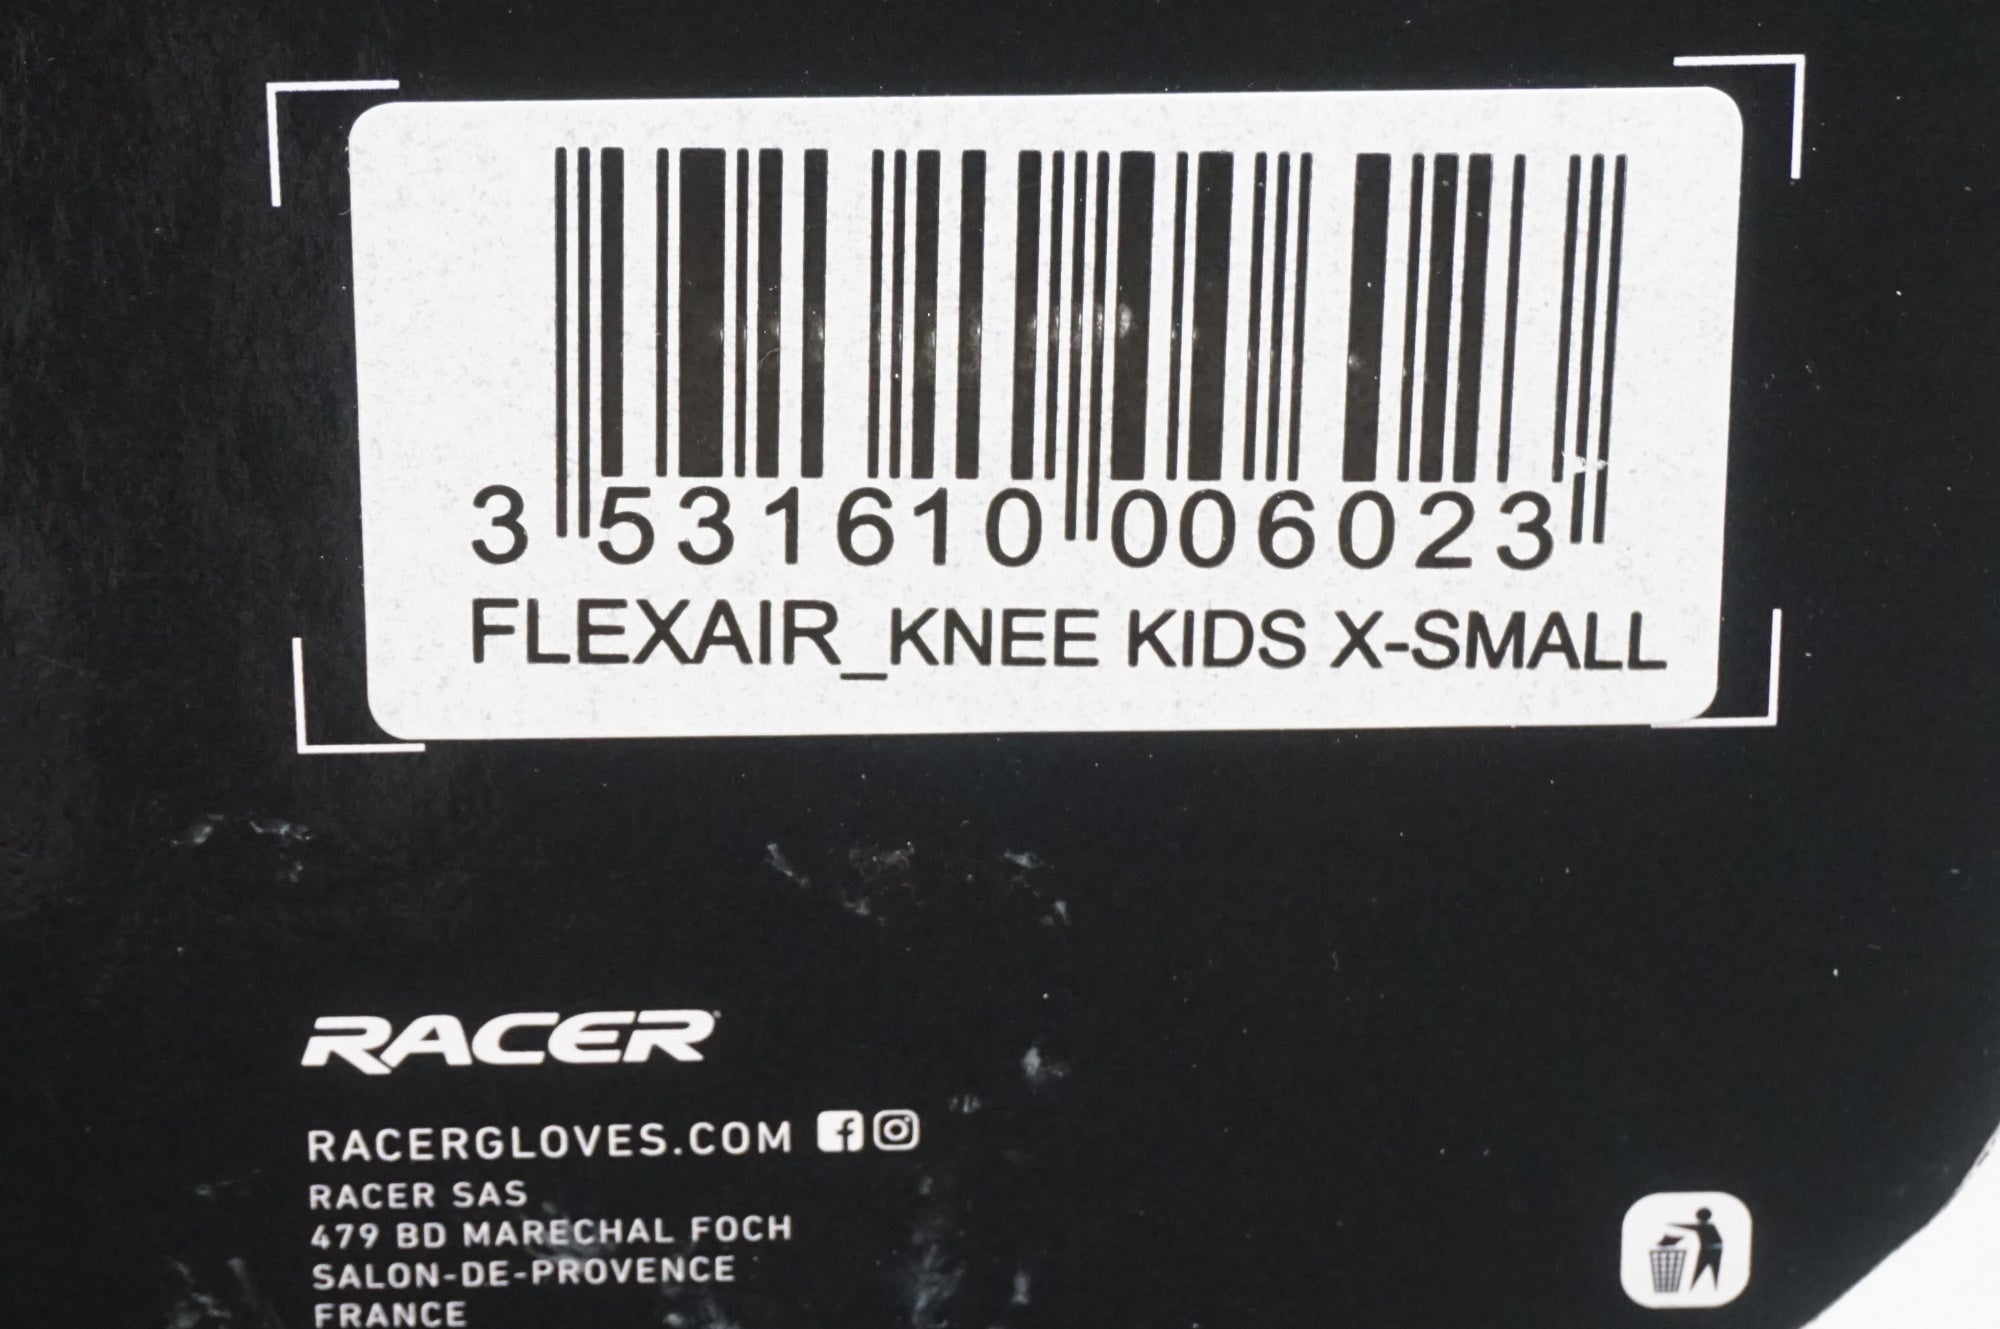 3 531610 006023
FLEXAIR_KNEE KIDS X-SMALL
RACER
RACERGLOVES.COM
RACER SAS
479 BD MARECHAL FOCH
SALON-DE-PROVENCE
FRANCE